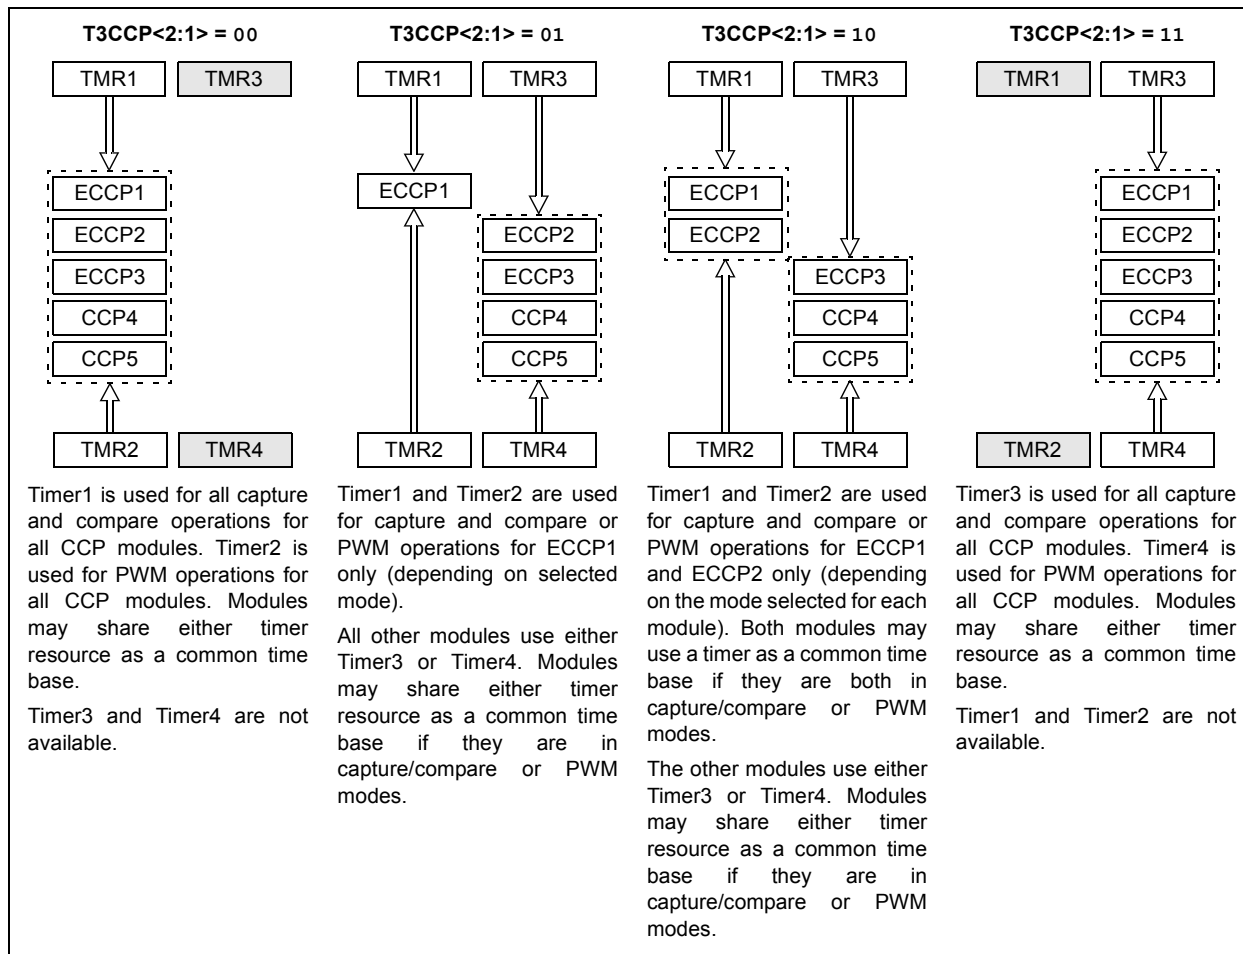 T3CCP<2:1> = 00
TMR1 TMR3
ECCP1
ECCP2
ECCP3
CCP4
CCP5
TMR2 TMR4
Timer1 is used for all capture
and compare operations for
all CCP modules. Timer2 is
used for PWM operations for
all CCP modules. Modules
may share either timer
resource as a common time
base.
Timer3 and Timer4 are not
available.
T3CCP<2:1> = 01
TMR1 TMR3
ECCP1
ECCP2
ECCP3
CCP4
CCP5
TMR2 TMR4
Timer1 and Timer2 are used
for capture and compare or
PWM operations for ECCP1
only (depending on selected
mode).
All other modules use either
Timer3 or Timer4. Modules
may share either timer
resource as a common time
base if they are in
capture/compare or PWM
modes.
T3CCP<2:1> = 10
TMR1 TMR3
ECCP1
ECCP2
ECCP3
CCP4
CCP5
TMR2 TMR4
Timer1 and Timer2 are used
for capture and compare or
PWM operations for ECCP1
and ECCP2 only (depending
on the mode selected for each
module). Both modules may
use a timer as a common time
base if they are both in
capture/compare or PWM
modes.
The other modules use either
Timer3 or Timer4. Modules
may share either timer
resource as a common time
base if they are in
capture/compare or PWM
modes.
T3CCP<2:1> = 11
TMR1 TMR3
ECCP1
ECCP2
ECCP3
CCP4
CCP5
TMR2 TMR4
Timer3 is used for all capture
and compare operations for
all CCP modules. Timer4 is
used for PWM operations for
all CCP modules. Modules
may share either timer
resource as a common time
base.
Timer1 and Timer2 are not
available.